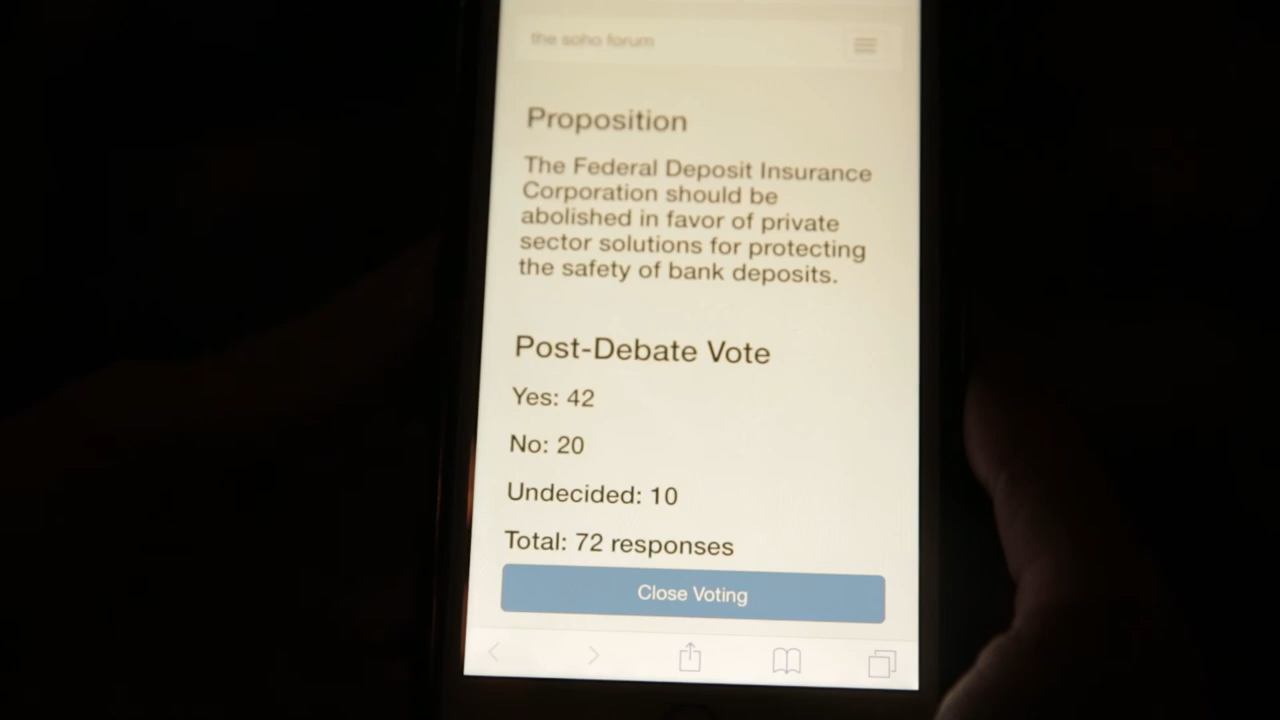 the soho forum
Proposition
The Federal Deposit Insurance
Corporation should be
abolished in favor of private
sector solutions for protecting
the safety of bank deposits.
Post-Debate Vote
Yes: 42
No: 20
Undecided: 10
Total: 72 responses
Close Voting